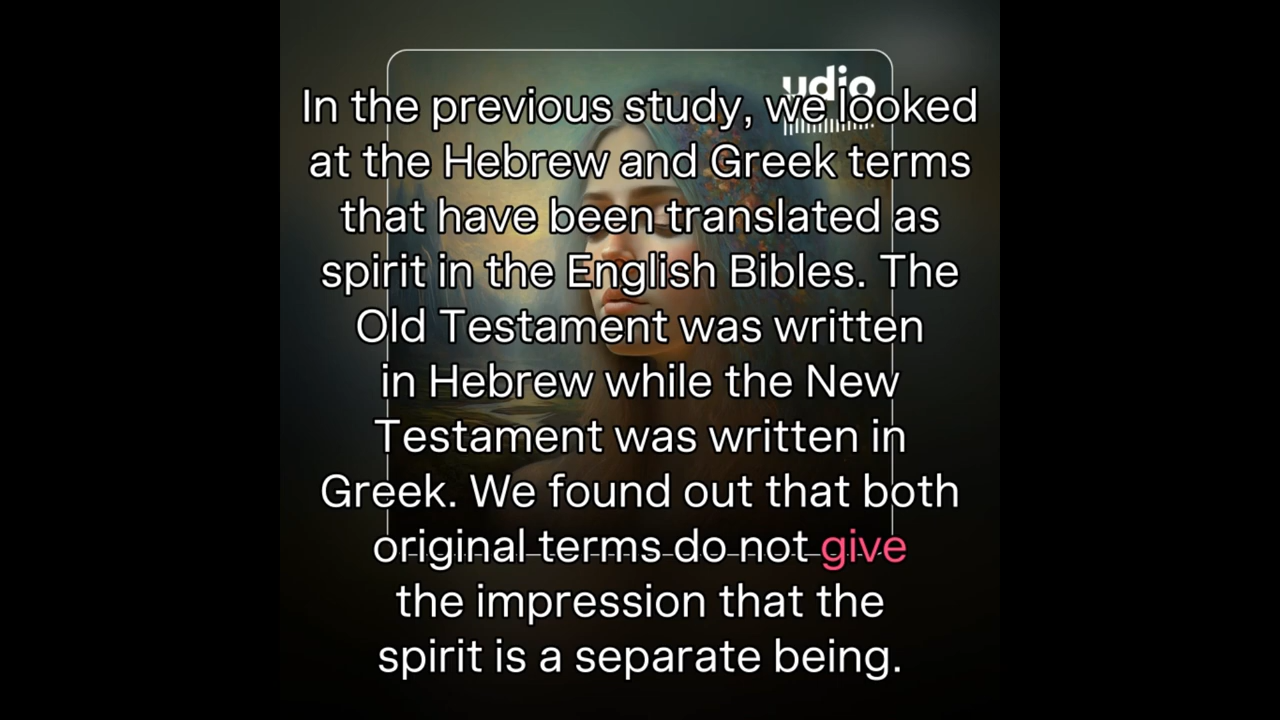 udio
In the previous study, we looked
at the Hebrew and Greek terms
that have been translated as
spirit in the English Bibles. The
Old Testament was written
in Hebrew while the New
Testament was written in
Greek. We found out that both
original terms do not give
the impression that the
spirit is a separate being.